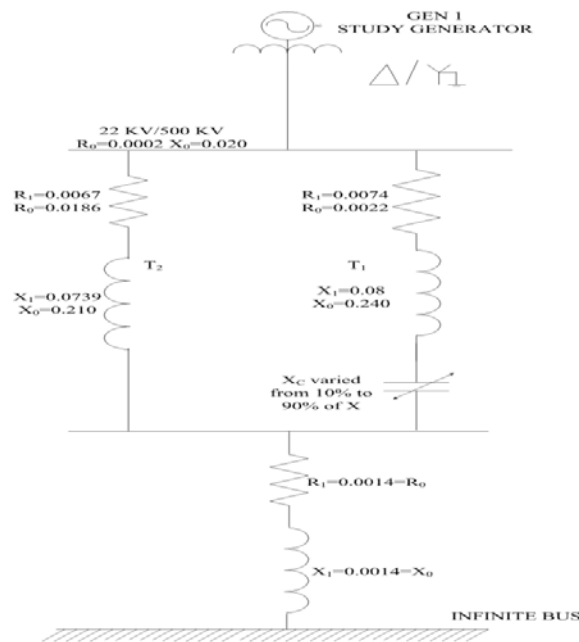 GEN 1
STUDY GENERATOR
Δ/Y
22 KV/500 KV
R₀=0.0002 X₀=0.020
R₁=0.0067
R₀=0.0186
R₁=0.0074
R₀=0.0022
T₂
T₁
X₁=0.0739
X₀=0.210
X₁=0.08
X₀=0.240
X_C varied
from 10% to
90% of X
R₁=0.0014=R₀
X₁=0.0014=X₀
INFINITE BUS